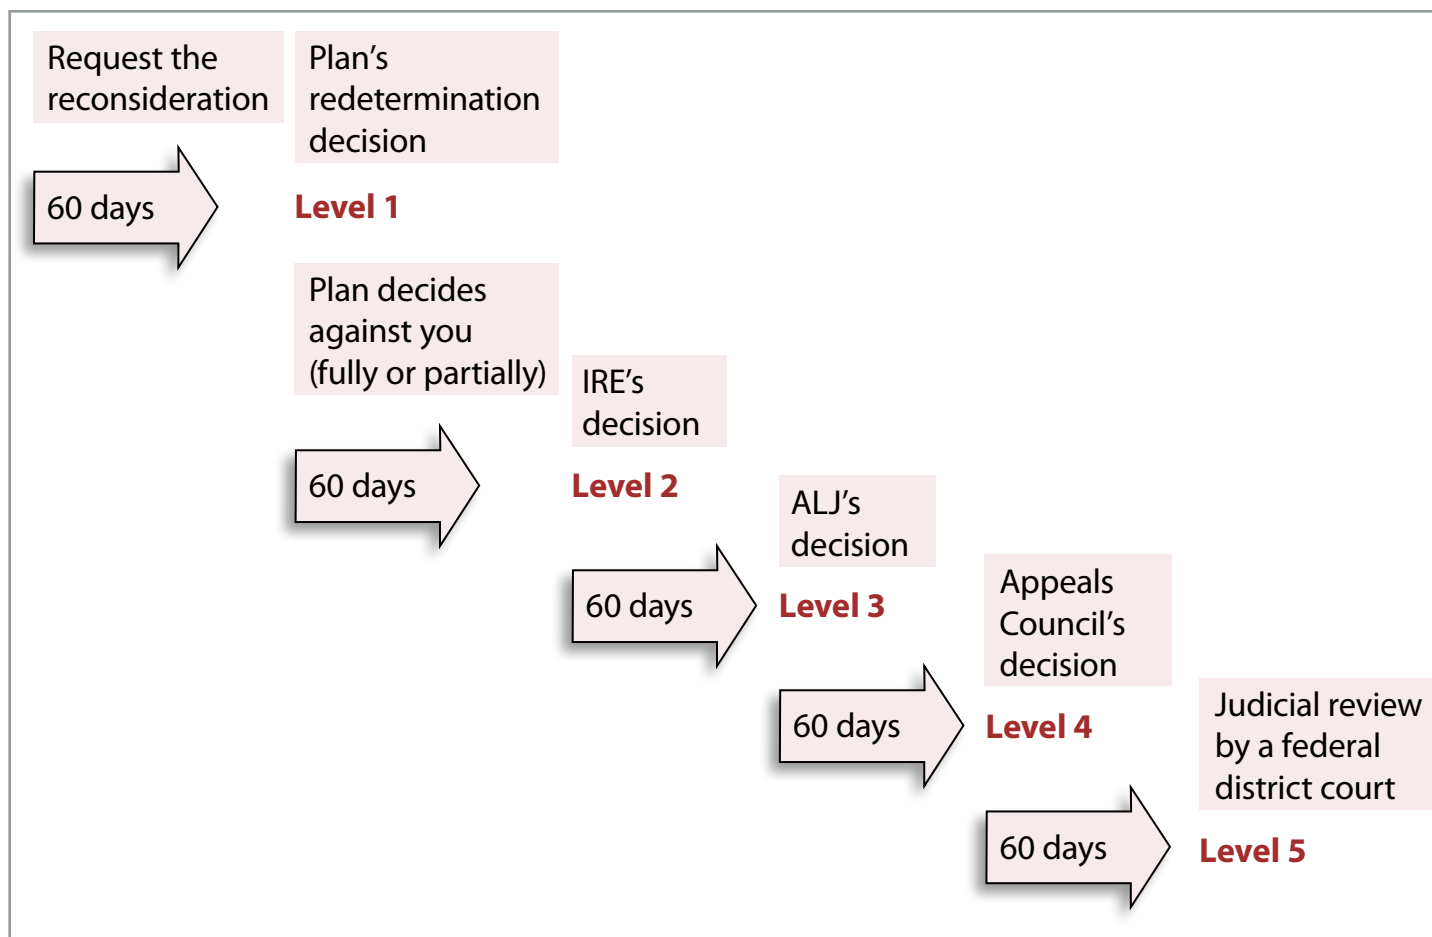 Request the
reconsideration
60 days
Plan's
redetermination
decision
Level 1
Plan decides
against you
(fully or partially)
60 days
IRE's
decision
Level 2
60 days
ALJ's
decision
Level 3
60 days
Appeals
Council's
decision
Level 4
60 days
Judicial review
by a federal
district court
Level 5